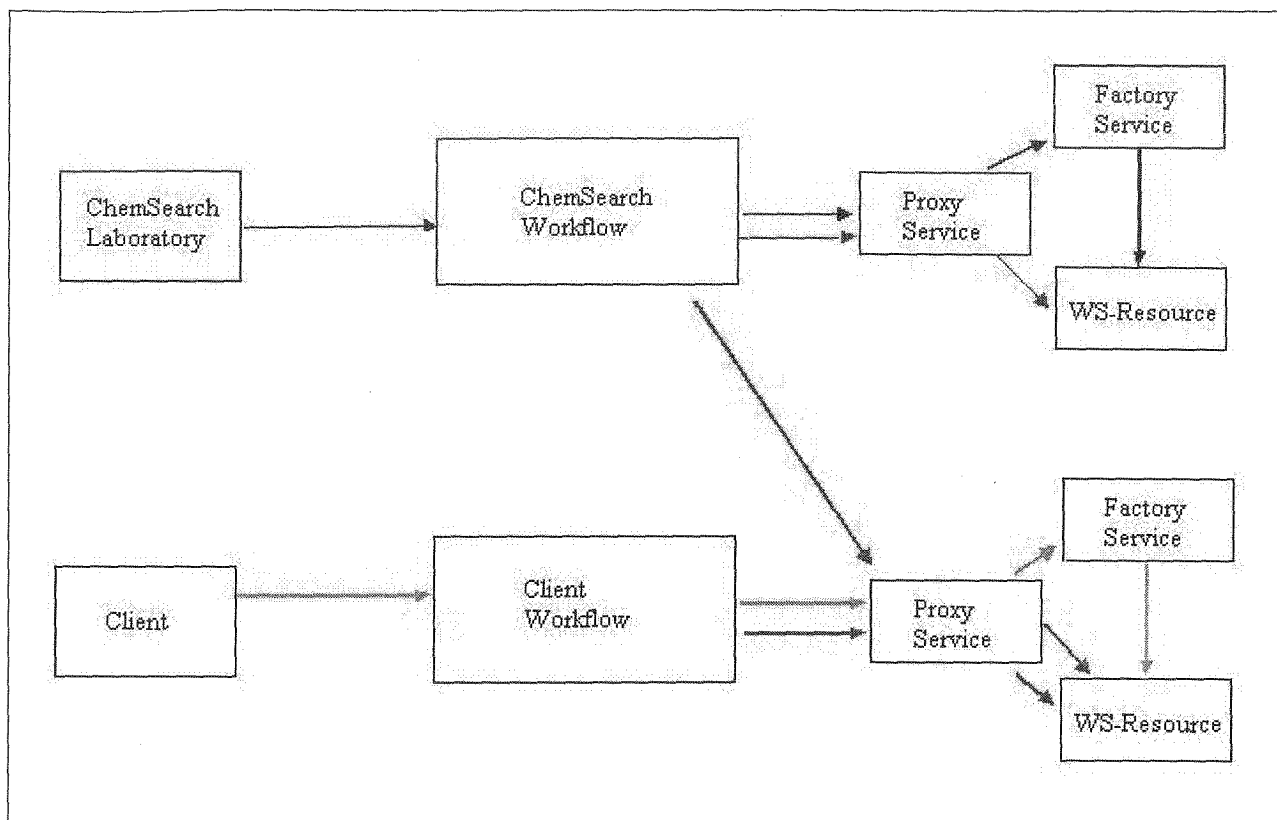 Factory
Service
ChemSearch
Laboratory
ChemSearch
Workflow
Proxy
Service
WS-Resource
Factory
Service
Client
Client
Workflow
Proxy
Service
WS-Resource